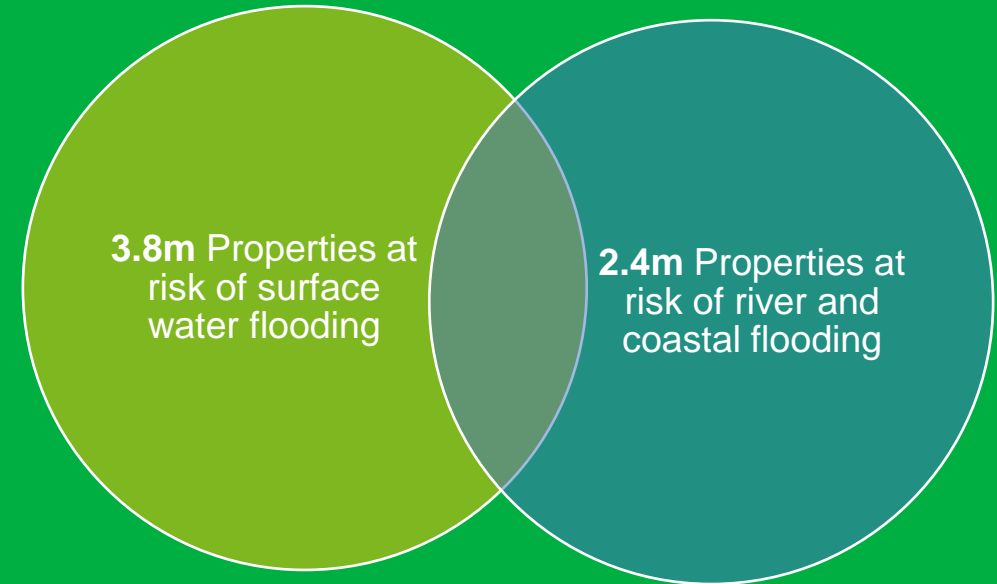 3.8m Properties at
risk of surface
water flooding
2.4m Properties at
risk of river and
coastal flooding